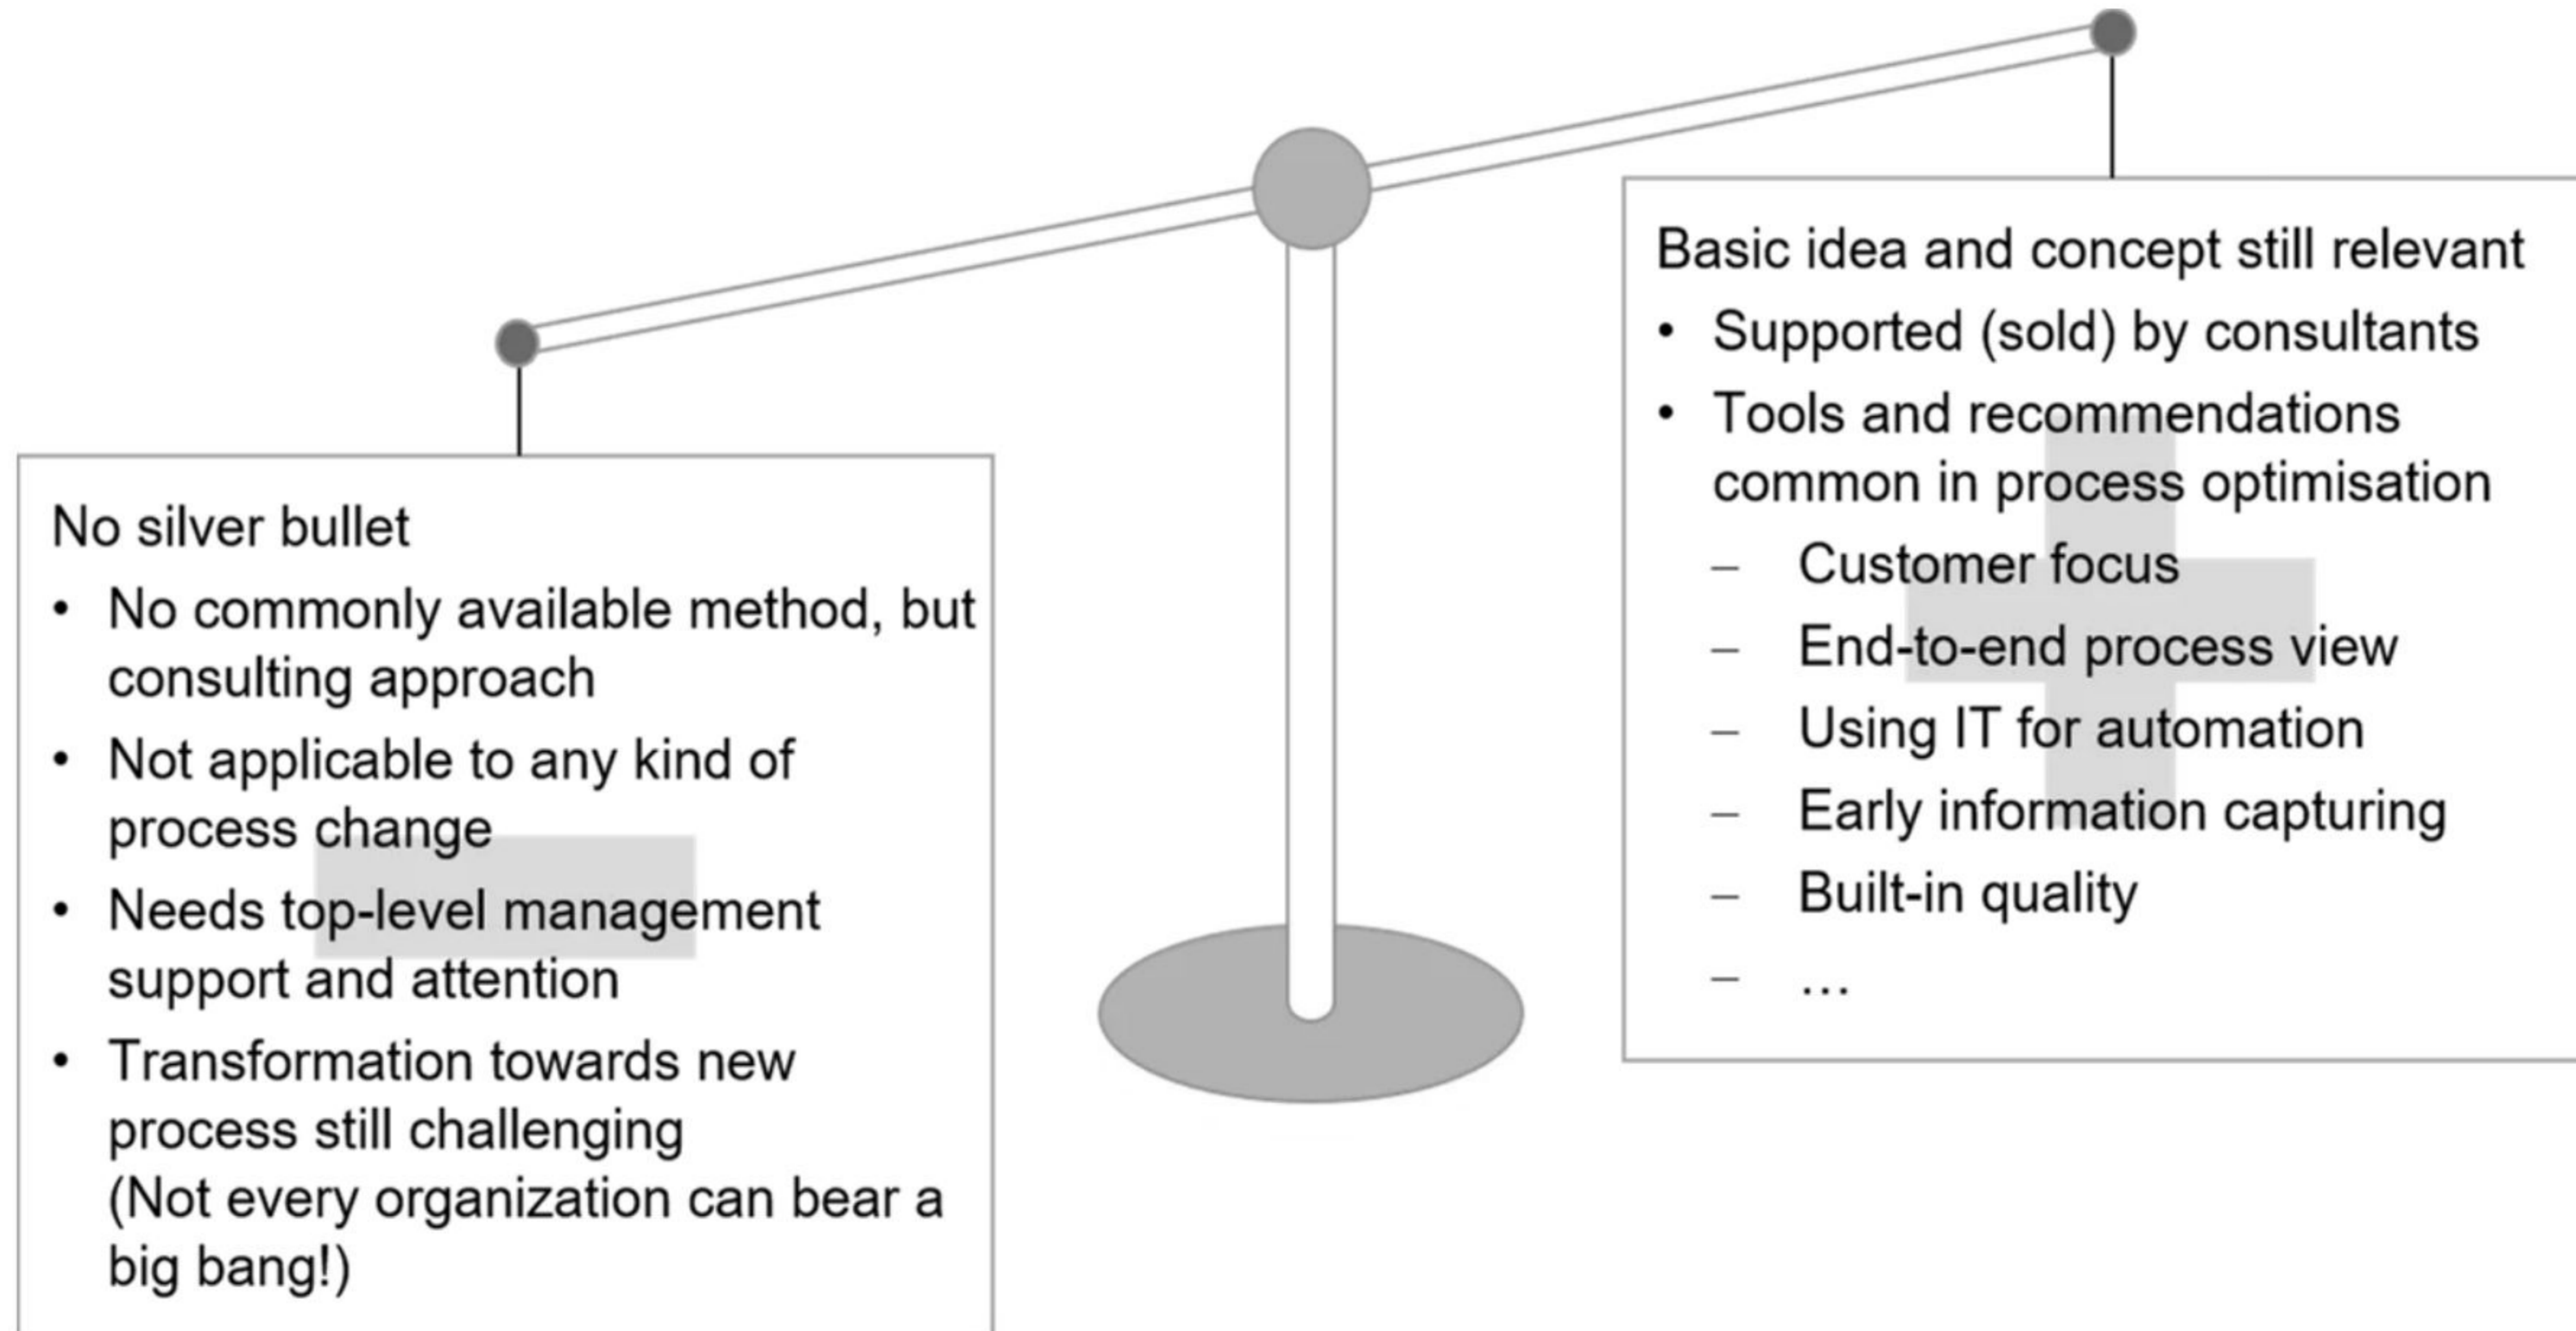 No silver bullet
• No commonly available method, but
consulting approach
• Not applicable to any kind of
process change
• Needs top-level management
support and attention
• Transformation towards new
process still challenging
(Not every organization can bear a
big bang!)
Basic idea and concept still relevant
• Supported (sold) by consultants
• Tools and recommendations
common in process optimisation
– Customer focus
– End-to-end process view
– Using IT for automation
– Early information capturing
– Built-in quality
– …